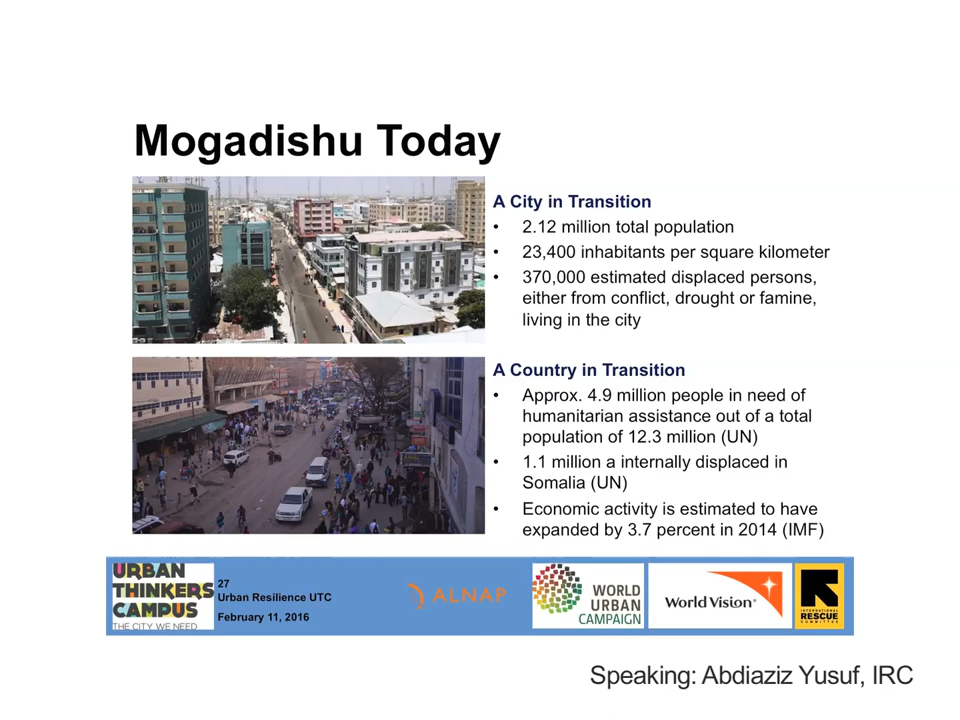 Mogadishu Today
A City in Transition
• 2.12 million total population
• 23,400 inhabitants per square kilometer
• 370,000 estimated displaced persons,
either from conflict, drought or famine,
living in the city
A Country in Transition
• Approx. 4.9 million people in need of
humanitarian assistance out of a total
population of 12.3 million (UN)
• 1.1 million a internally displaced in
Somalia (UN)
• Economic activity is estimated to have
expanded by 3.7 percent in 2014 (IMF)
URBAN
THINKERS
CAMPUS
THE CITY WE NEED
27
Urban Resilience UTC
February 11, 2016
ALNAP
WORLD
URBAN
CAMPAIGN
World Vision
INTERNATIONAL
RESCUE
COMMITTEE
Speaking: Abdiaziz Yusuf, IRC